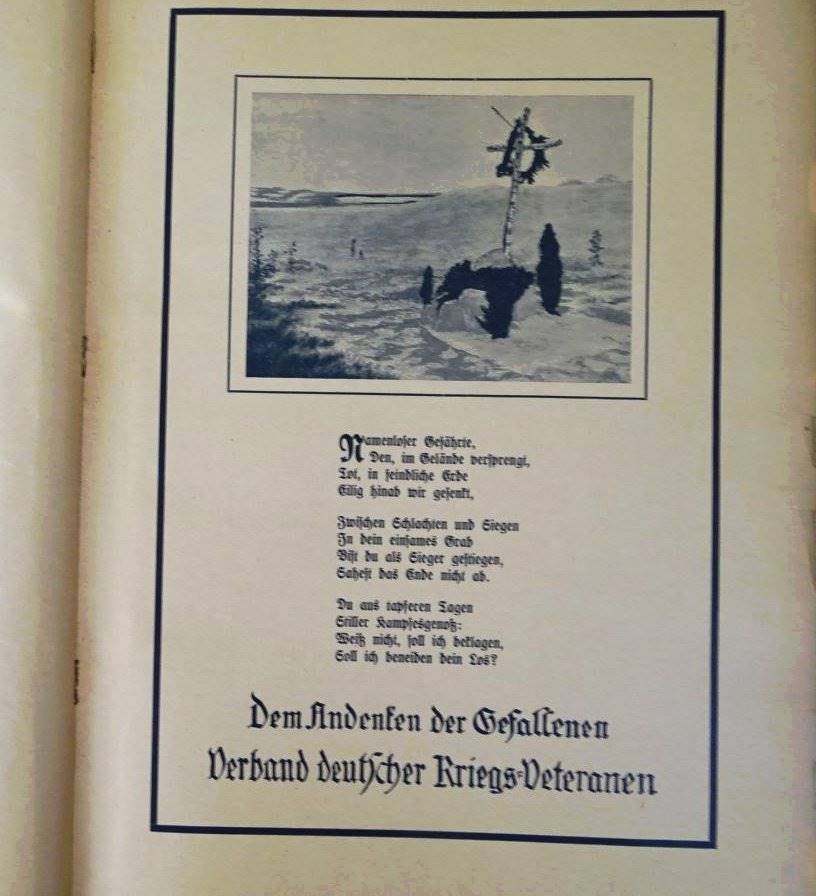 Namenloser Gefährte,
Den, im Gelände versprengt,
Tot, in feindliche Erde
Eilig hinab wir gesenkt,
Zwischen Schlachten und Siegen
In dein einsames Grab
Bist du als Sieger gestiegen,
Sahest das Ende nicht ab.
Du aus tapferen Tagen
Stiller Kampfesgenoß:
Weiß nicht, soll ich beklagen,
Soll ich beneiden dein Los?
Dem Andenken der Gefallenen
Verband deutscher Kriegs-Veteranen